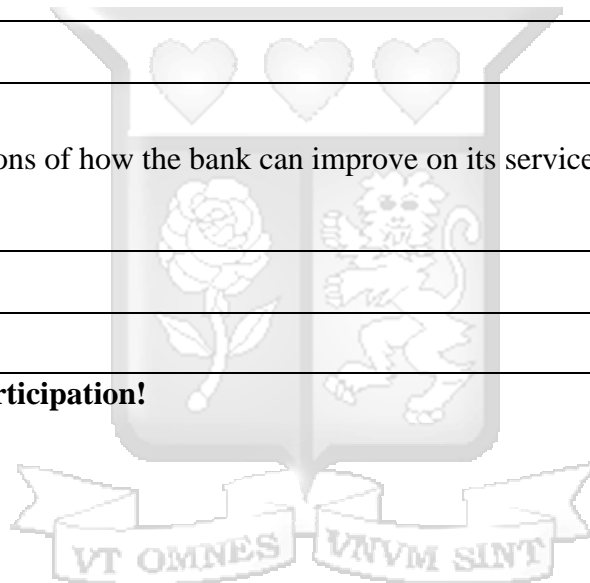 ons of how the bank can improve on its service
rticipation!
VT OMNES VNVM SINT